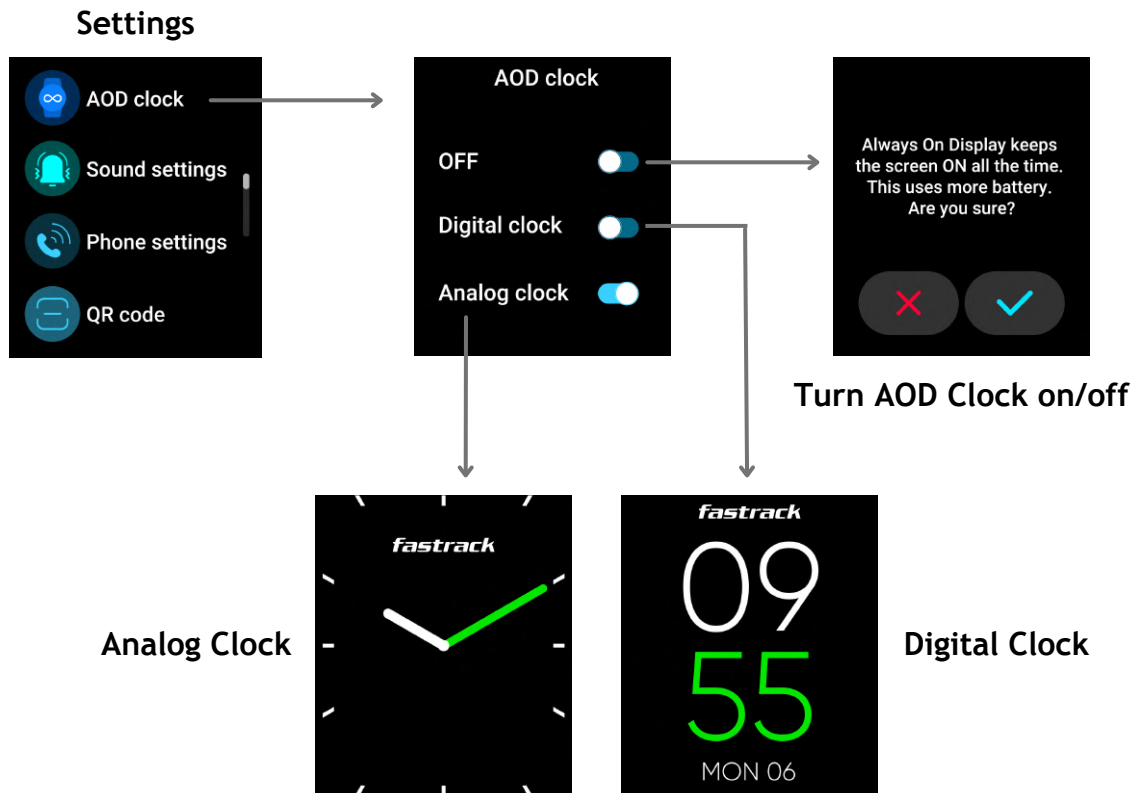 Settings
AOD clock
Sound settings
Phone settings
QR code
AOD clock
OFF
Digital clock
Analog clock
Always On Display keeps
the screen ON all the time.
This uses more battery.
Are you sure?
Turn AOD Clock on/off
Analog Clock
fastrack
fastrack
09
55
MON 06
Digital Clock